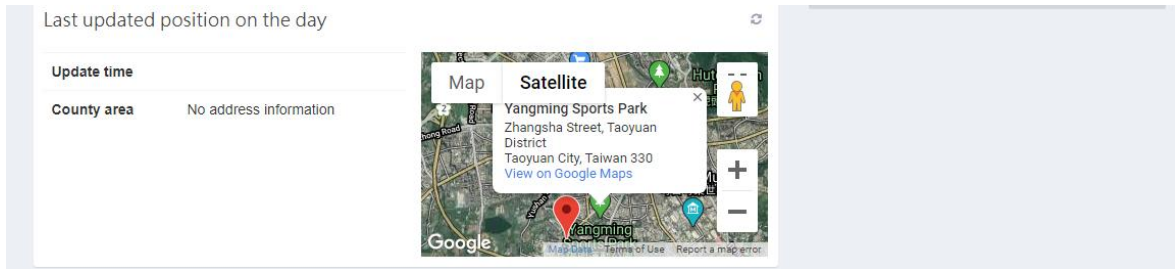 Last updated position on the day
Update time
County area No address information
Map Satellite
Yangming Sports Park
Zhangsha Street, Taoyuan
District
Taoyuan City, Taiwan 330
View on Google Maps
Yangming
Google
Map Data Terms of Use Report a map error